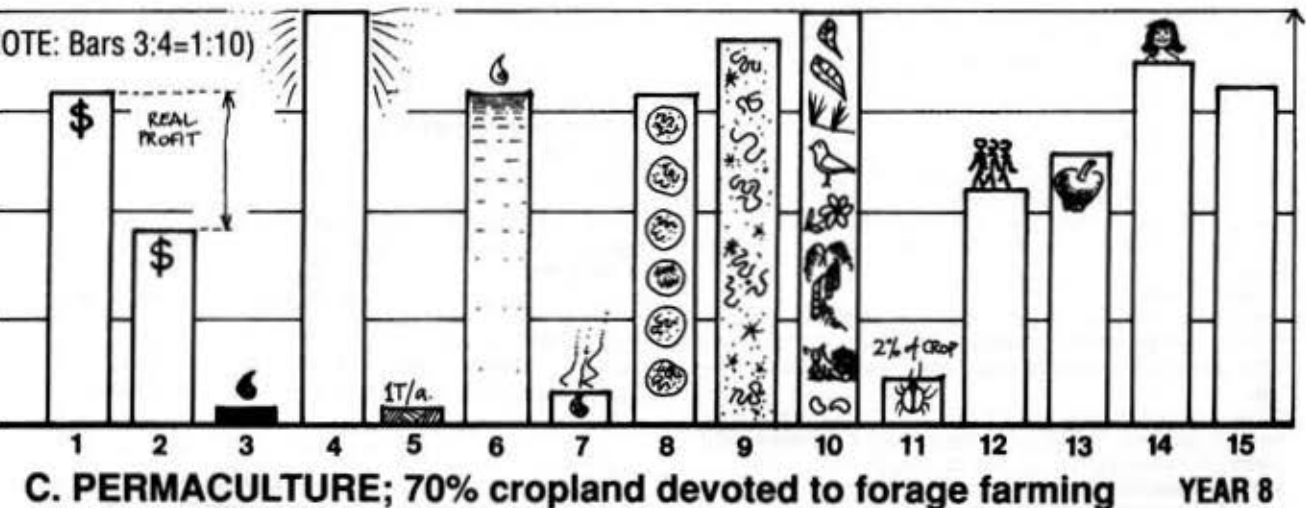 OTE: Bars 3:4=1:10)
$
REAL
PROFIT
$
1T/a.
2% of CROP
1 2 3 4 5 6 7 8 9 10 11 12 13 14 15
C. PERMACULTURE; 70% cropland devoted to forage farming YEAR 8